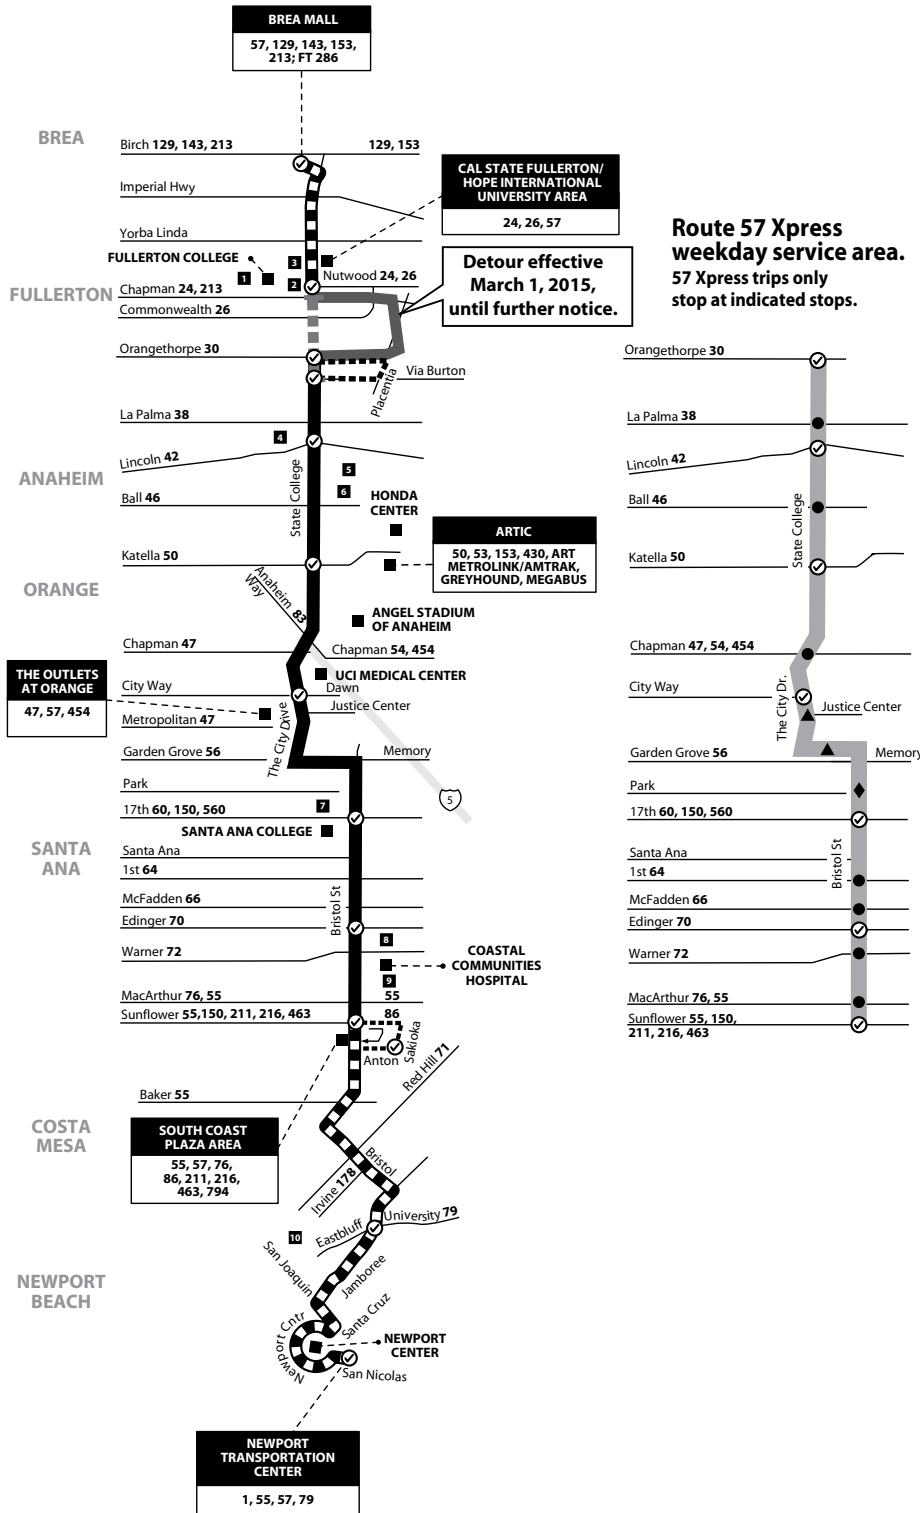 BREA MALL
57, 129, 143, 153,
213; FT 286
BREA
Birch 129, 143, 213
129, 153
CAL STATE FULLERTON/
HOPE INTERNATIONAL
UNIVERSITY AREA
24, 26, 57
Imperial Hwy
Yorba Linda
FULLERTON COLLEGE
3
1
2
Nutwood 24, 26
FULLERTON
Chapman 24, 213
Commonwealth 26
Detour effective
March 1, 2015,
until further notice.
Orangethorpe 30
Via Burton
Placentia
La Palma 38
4
Lincoln 42
ANAHEIM
5
6
Ball 46
State College
HONDA
CENTER
ARTIC
50, 53, 153, 430, ART
METROLINK/AMTRAK,
GREYHOUND, MEGABUS
Katella 50
ORANGE
Anaheim 83
Way
ANGEL STADIUM
OF ANAHEIM
Chapman 47
Chapman 54, 454
THE OUTLETS
AT ORANGE
47, 57, 454
UCI MEDICAL CENTER
City Way
Dawn
Justice Center
Metropolitan 47
The City Drive
Garden Grove 56
Memory
5
Park
7
17th 60, 150, 560
SANTA ANA COLLEGE
SANTA
ANA
Santa Ana
1st 64
McFadden 66
Bristol St
Edinger 70
8
Warner 72
COASTAL
COMMUNITIES
HOSPITAL
9
MacArthur 76, 55
55
Sunflower 55,150, 211, 216, 463
86
Anton
Sakioka
Red Hill 71
Baker 55
COSTA
MESA
SOUTH COAST
PLAZA AREA
55, 57, 76,
86, 211, 216,
463, 794
Bristol
Irvine 178
University 79
Eastbluff
10
San Joaquin
Jamboree
NEWPORT
BEACH
Santa Cruz
Newport Cntr
NEWPORT
CENTER
San Nicolas
NEWPORT
TRANSPORTATION
CENTER
1, 55, 57, 79
Route 57 Xpress
weekday service area.
57 Xpress trips only
stop at indicated stops.
Orangethorpe 30
La Palma 38
Lincoln 42
Ball 46
State College
Katella 50
Chapman 47, 54, 454
City Way
The City Dr.
Justice Center
Garden Grove 56
Memory
Park
17th 60, 150, 560
Santa Ana
1st 64
Bristol St
McFadden 66
Edinger 70
Warner 72
MacArthur 76, 55
Sunflower 55, 150,
211, 216, 463